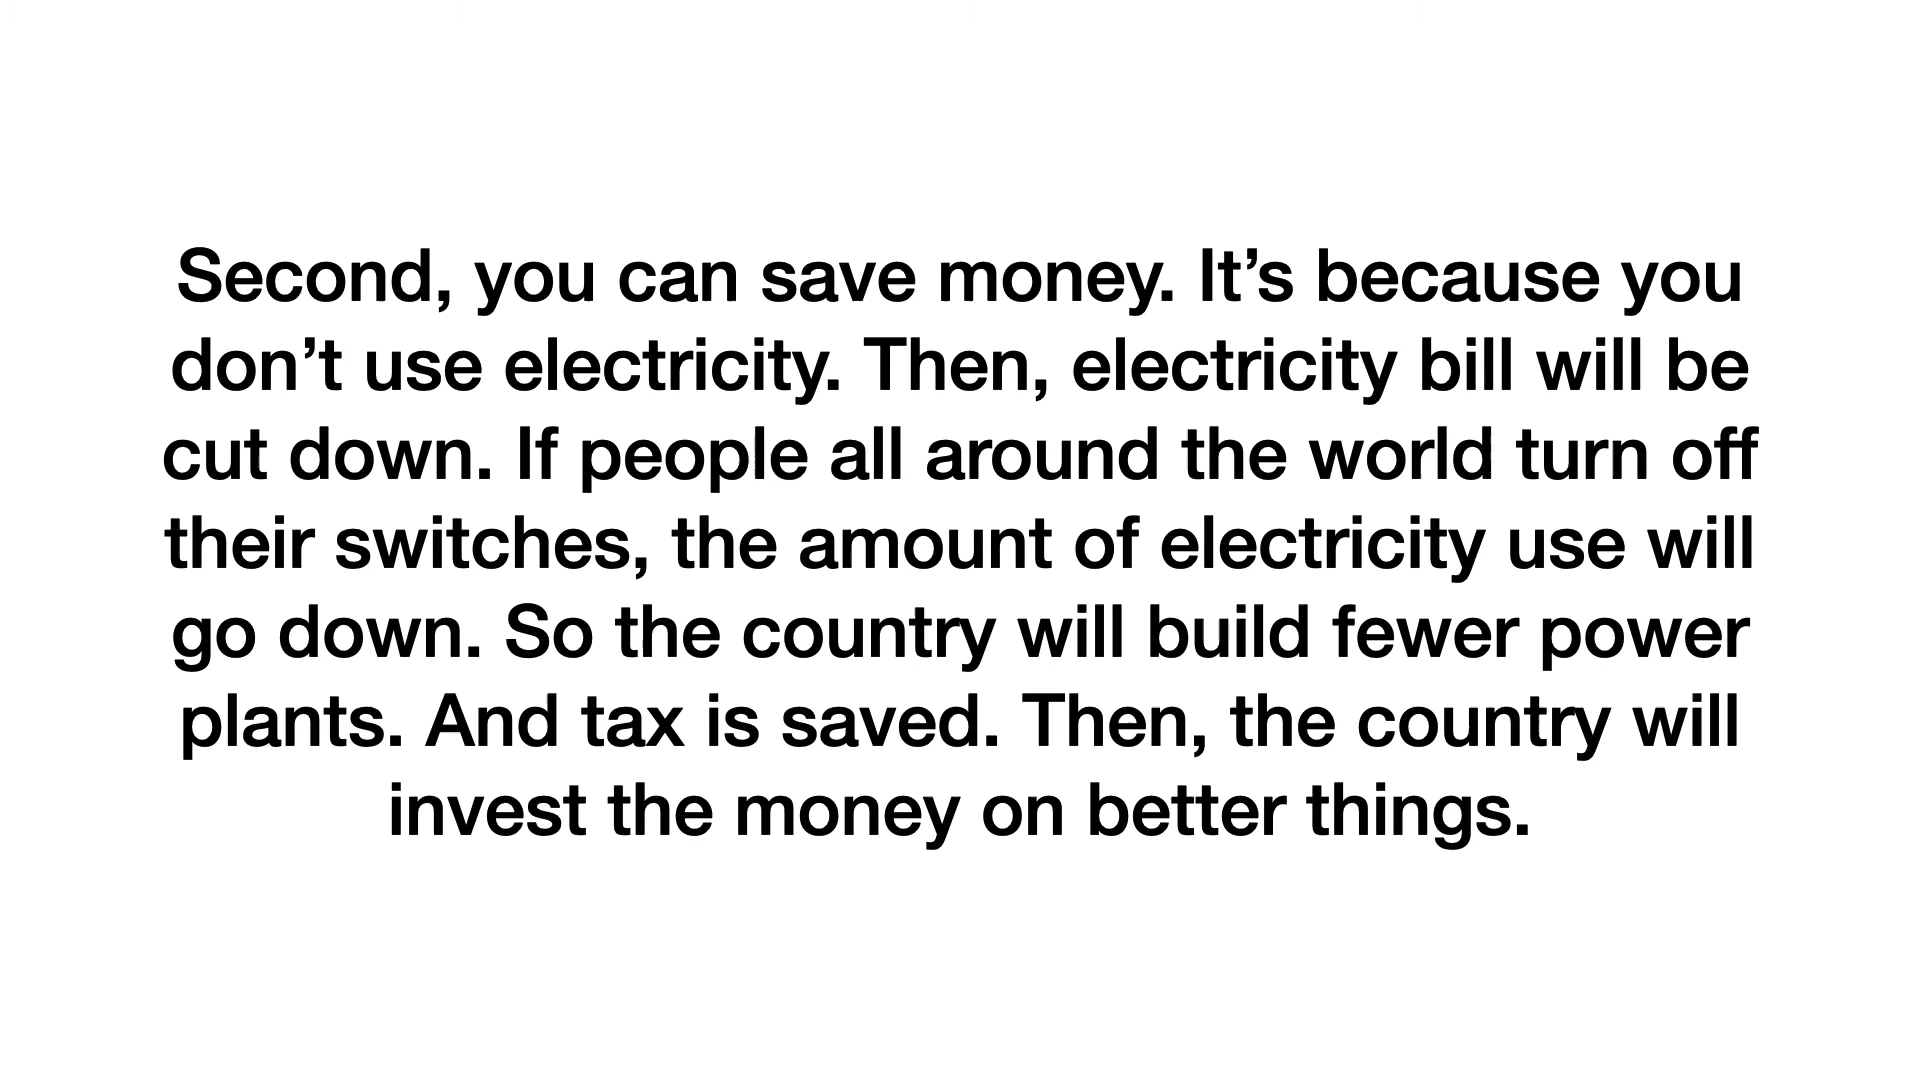 Second, you can save money. It’s because you
don’t use electricity. Then, electricity bill will be
cut down. If people all around the world turn off
their switches, the amount of electricity use will
go down. So the country will build fewer power
plants. And tax is saved. Then, the country will
invest the money on better things.